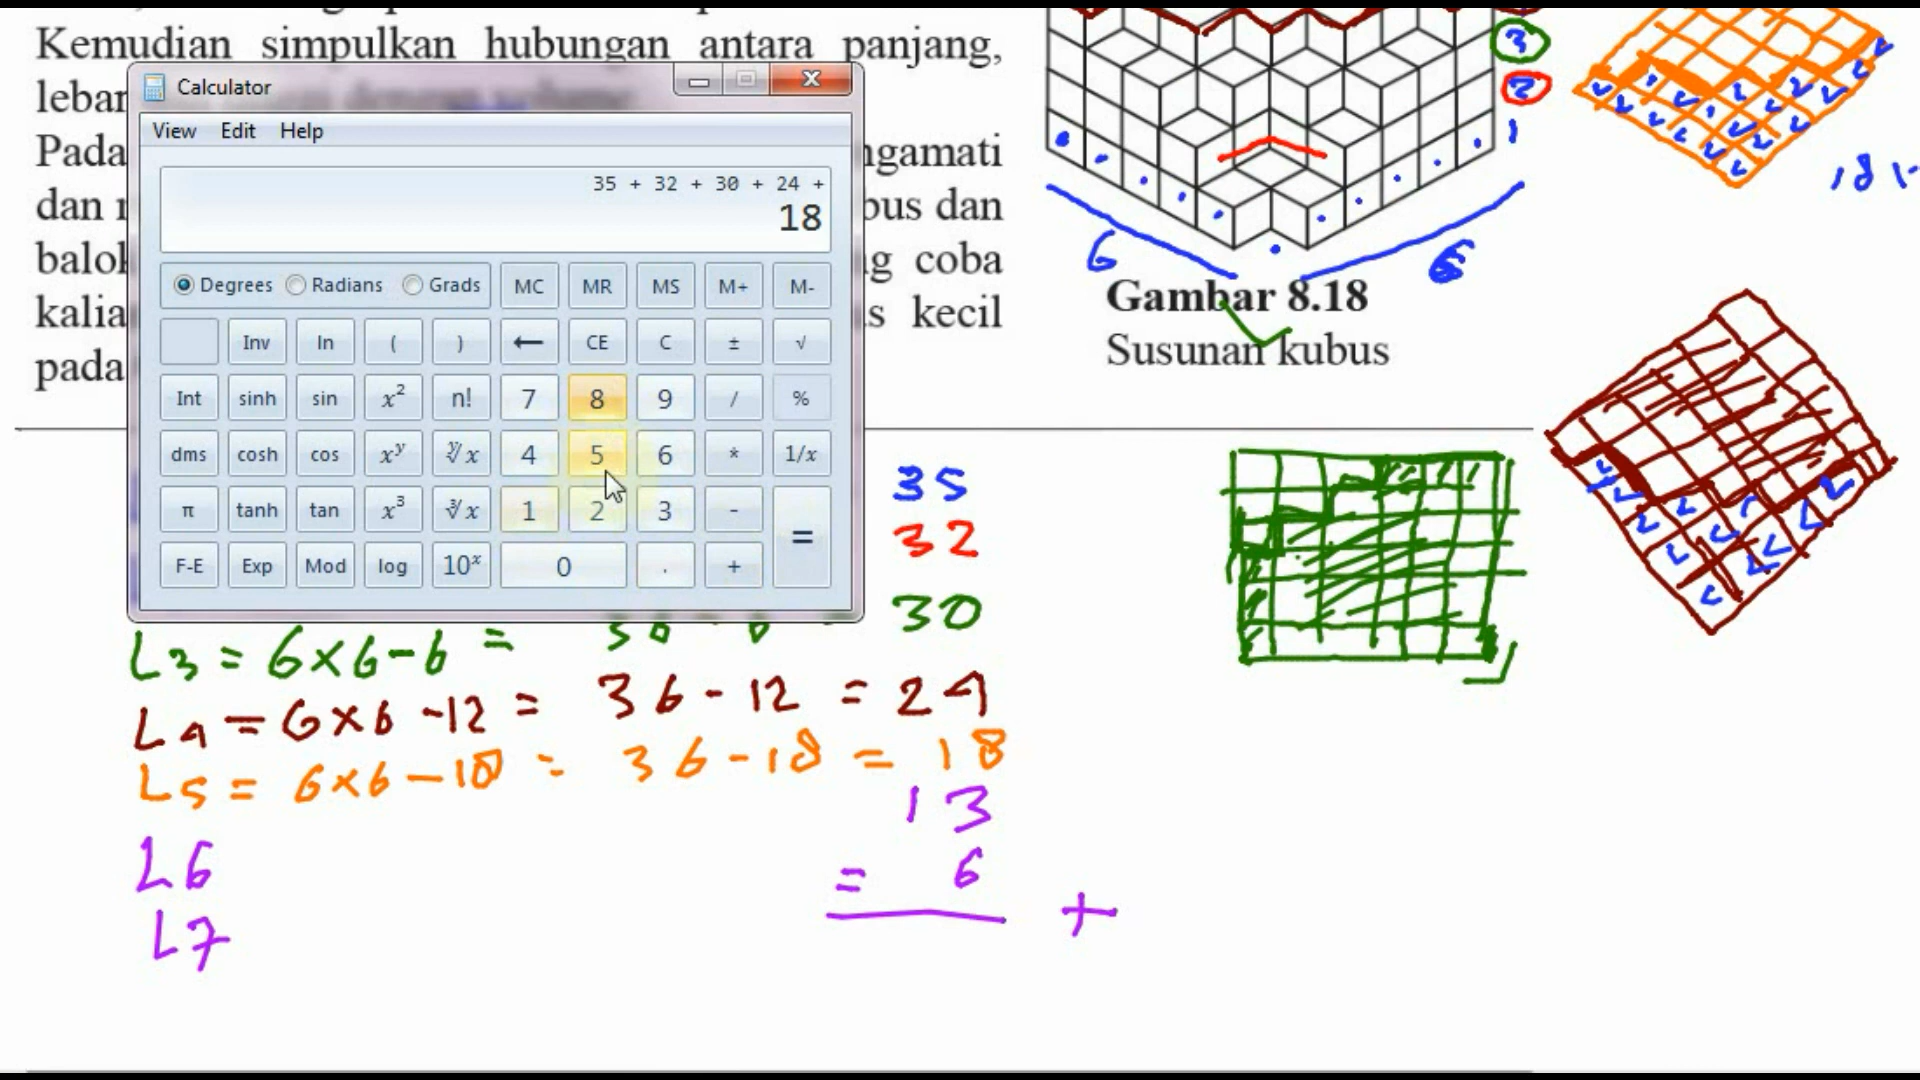 Kemudian simpulkan hubungan antara panjang,
lebar
Pada
ngamati
dan
bus dan
balok
g coba
kalia
s kecil
pada
Calculator
View Edit Help
35 + 32 + 30 + 24 +
18
Degrees Radians Grads MC MR MS M+ M-
Inv ln ( ) ← CE C ± √
Int sinh sin x² n! 7 8 9 / %
dms cosh cos xʸ ʸ√x 4 5 6 * 1/x
π tanh tan x³ ³√x 1 2 3 - =
F-E Exp Mod log 10ˣ 0 . +
3
2
1
6
Gambar 8.18
Susunan kubus
35
32
30
L3 = 6×6-6 = 36 - 6
L4 = 6×6 -12 = 36 - 12 = 24
L5 = 6×6 - 18 = 36 - 18 = 18
13
L6 = 6
L7 +